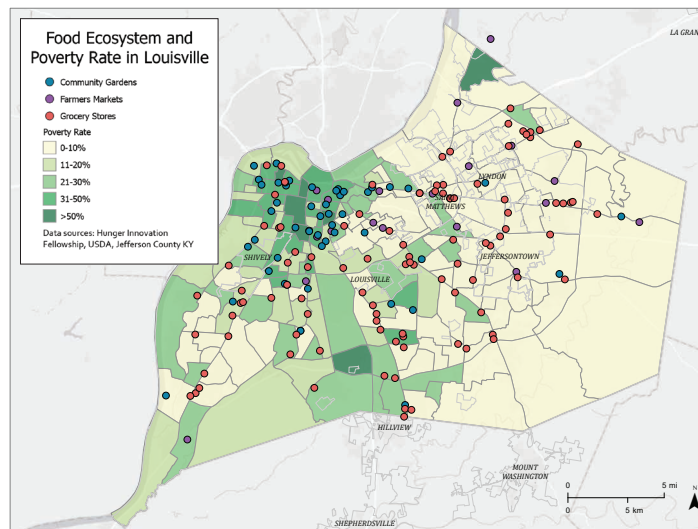 Food Ecosystem and
Poverty Rate in Louisville
Community Gardens
Farmers Markets
Grocery Stores
Poverty Rate
0-10%
11-20%
21-30%
31-50%
>50%
Data sources: Hunger Innovation
Fellowship, USDA, Jefferson County KY
LA GRAN
LYNDON
MATTHEWS
SHIVELY
JEFFERSONTOWN
LOUISVILLE
HILLVIEW
MOUNT
WASHINGTON
SHEPHERDSVILLE
0 5 mi
0 5 km
N